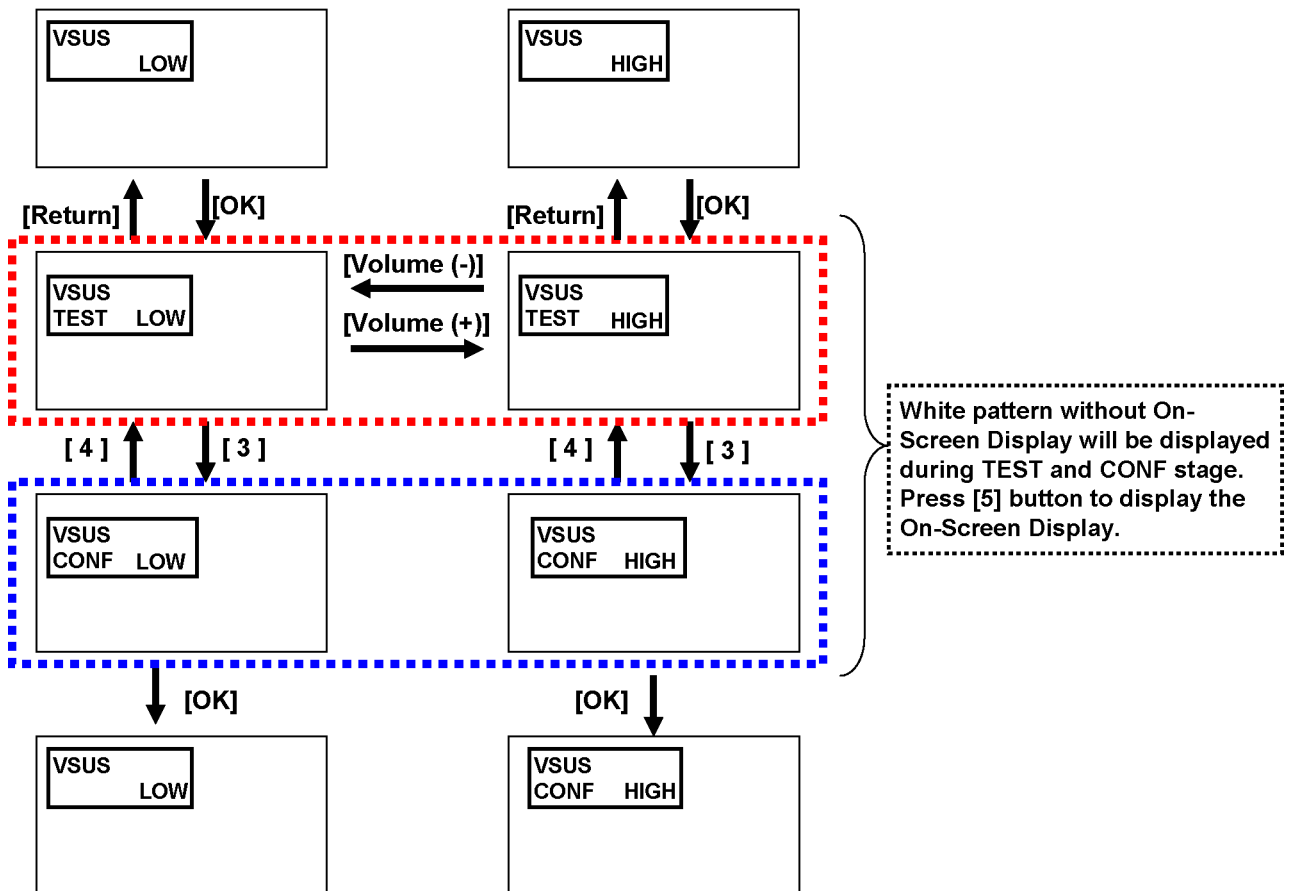 VSUS
LOW
VSUS
HIGH
[Return]
[OK]
[Return]
[OK]
VSUS
TEST LOW
[Volume (-)]
[Volume (+)]
VSUS
TEST HIGH
[ 4 ]
[ 3 ]
[ 4 ]
[ 3 ]
White pattern without On-
Screen Display will be displayed
during TEST and CONF stage.
Press [5] button to display the
On-Screen Display.
VSUS
CONF LOW
VSUS
CONF HIGH
[OK]
[OK]
VSUS
LOW
VSUS
CONF HIGH